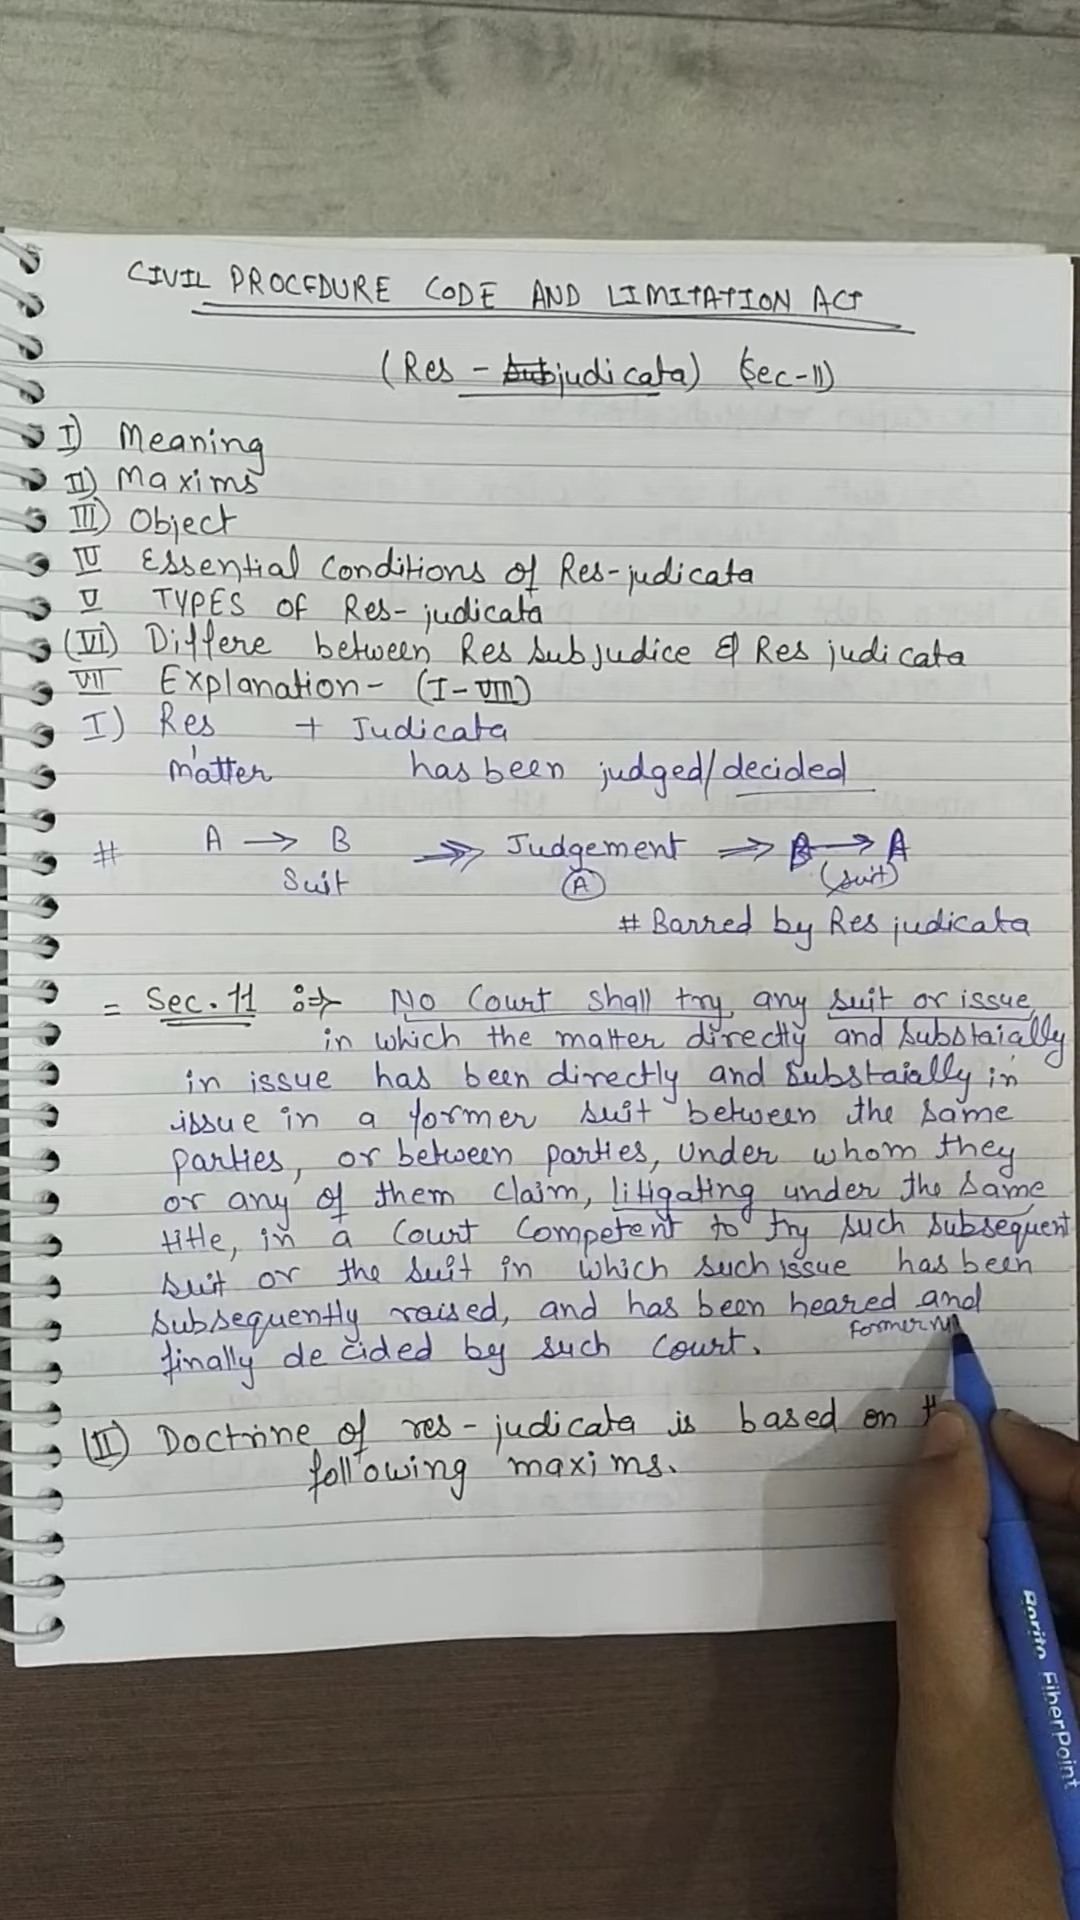 CIVIL PROCEDURE CODE AND LIMITATION ACT
(Res - judicata) (Sec-11)
I) Meaning
II) Maxims
III) Object
IV Essential Conditions of Res-judicata
V TYPES of Res-judicata
(VI) Differe between Res Subjudice & Res judicata
VII Explanation- (I-VIII)
I) Res + Judicata
matter has been judged/decided
# A → B ⇒ Judgement ⇒ B → A
Suit (A) (suit)
# Barred by Res judicata
= Sec. 11 :⇒ No Court shall try any suit or issue
in which the matter directly and substaially
in issue has been directly and substaially in
issue in a former suit between the same
parties, or between parties, under whom they
or any of them claim, litigating under the same
title, in a Court Competent to try such subsequent
suit or the suit in which such issue has been
subsequently raised, and has been heared and
finally decided by such Court.
(II) Doctrine of res-judicata is based on
following maxims.
Rorito FiberPoint